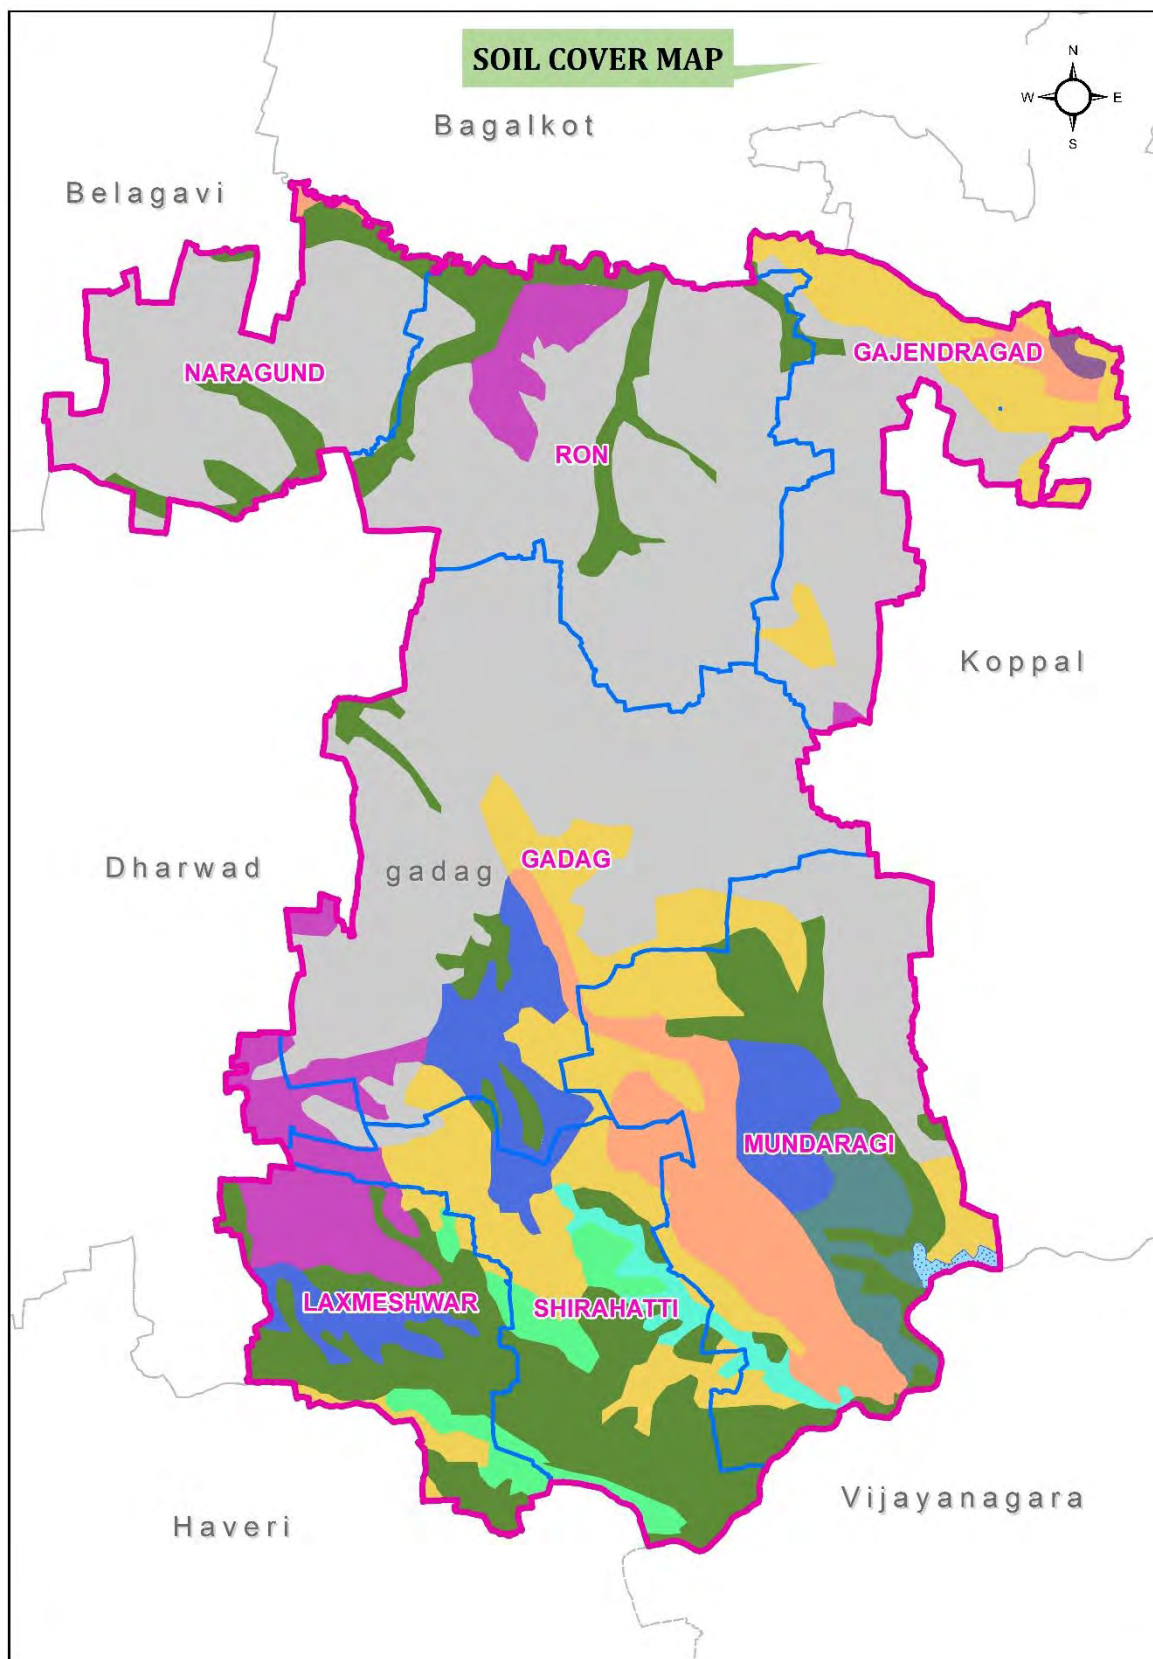 SOIL COVER MAP
N
W E
S
Bagalkot
Belagavi
NARAGUND
GAJENDRAGAD
RON
Koppal
Dharwad
gadag
GADAG
MUNDARAGI
LAXMESHWAR
SHIRAHATTI
Vijayanagara
Haveri